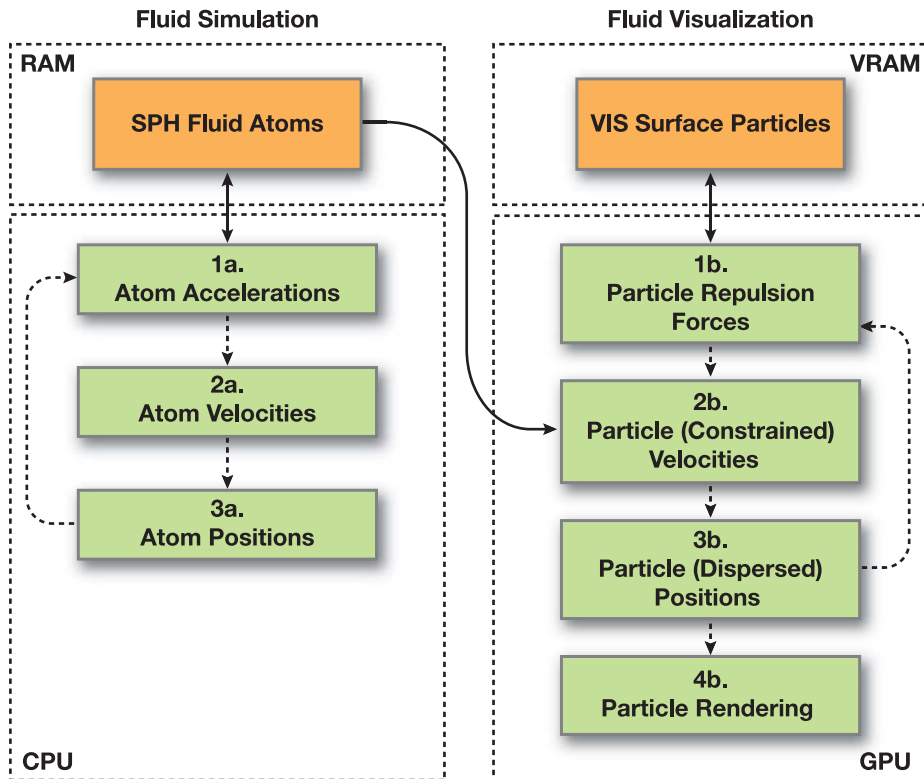 Fluid Simulation
RAM
SPH Fluid Atoms
1a.
Atom Accelerations
2a.
Atom Velocities
3a.
Atom Positions
CPU
Fluid Visualization
VRAM
VIS Surface Particles
1b.
Particle Repulsion
Forces
2b.
Particle (Constrained)
Velocities
3b.
Particle (Dispersed)
Positions
4b.
Particle Rendering
GPU